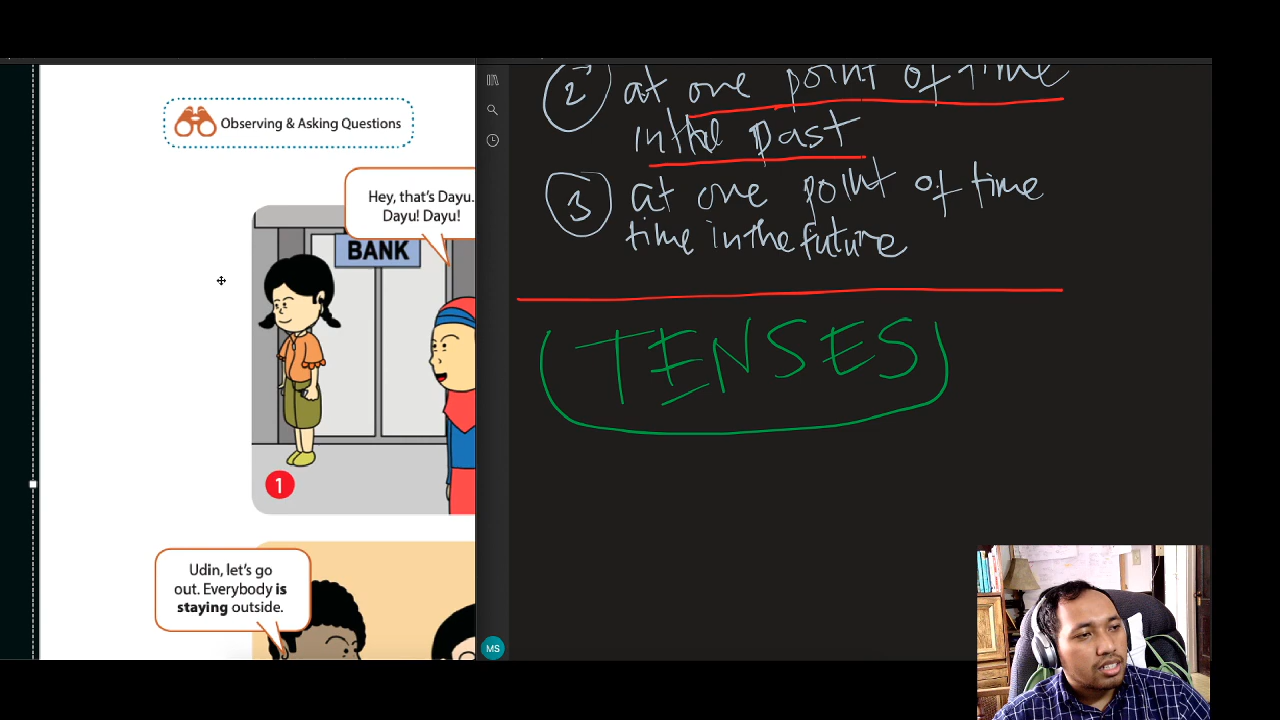 Observing & Asking Questions
Hey, that's Dayu.
Dayu! Dayu!
BANK
1
Udin, let's go
out. Everybody is
staying outside.
2 at one point of time
in the past
3 at one point of time
time in the future
TENSES
MS